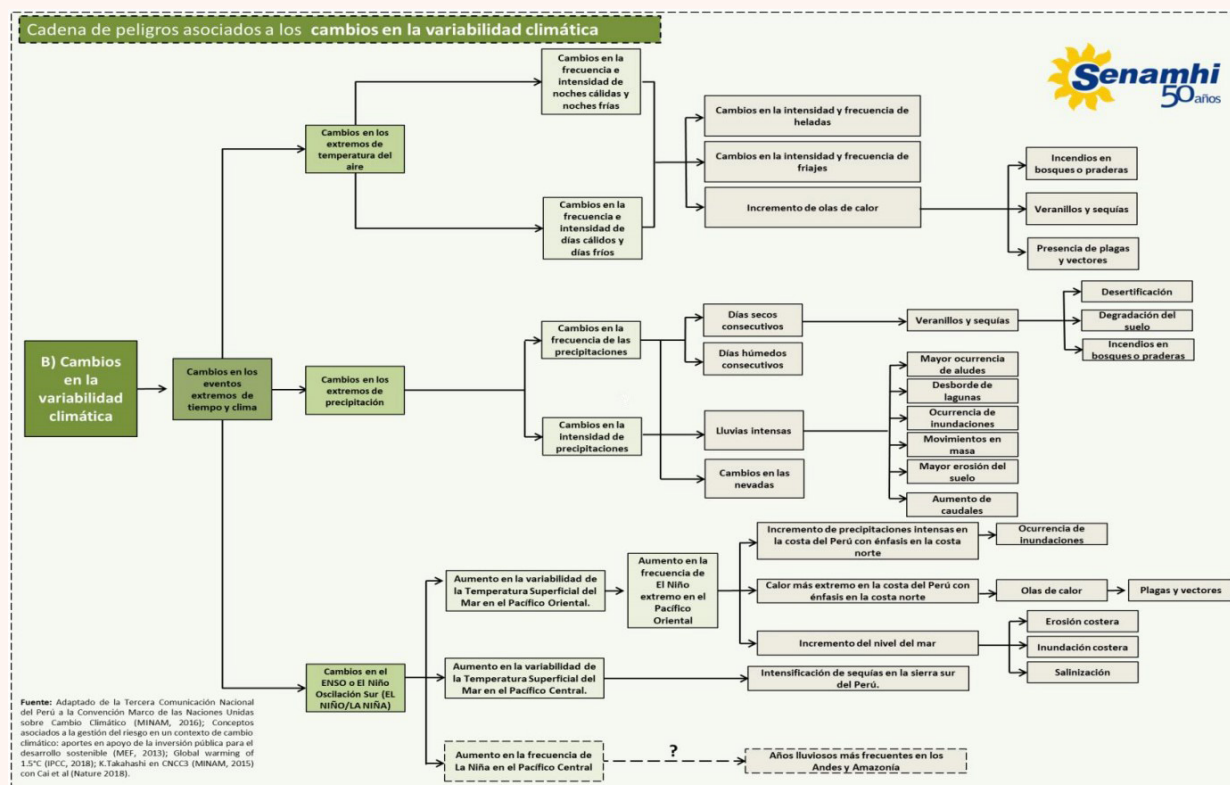 Cadena de peligros asociados a los cambios en la variabilidad climática
Senamhi
50 años
Cambios en la
frecuencia e
intensidad de
noches cálidas y
noches frías
Cambios en los
extremos de
temperatura del
aire
Cambios en la
frecuencia e
intensidad de
días cálidos y
días fríos
Cambios en la intensidad y frecuencia de
heladas
Cambios en la intensidad y frecuencia de
friajes
Incremento de olas de calor
Incendios en
bosques o praderas
Veranillos y sequías
Presencia de plagas
y vectores
B) Cambios
en la
variabilidad
climática
Cambios en los
eventos
extremos de
tiempo y clima
Cambios en los
extremos de
precipitación
Cambios en la
frecuencia de las
precipitaciones
Cambios en la
intensidad de
precipitaciones
Días secos
consecutivos
Días húmedos
consecutivos
Lluvias intensas
Cambios en las
nevadas
Veranillos y sequías
Desertificación
Degradación del
suelo
Incendios en
bosques o praderas
Mayor ocurrencia
de aludes
Desborde de
lagunas
Ocurrencia de
inundaciones
Movimientos en
masa
Mayor erosión del
suelo
Aumento de
caudales
Cambios en el
ENSO o El Niño
Oscilación Sur (EL
NIÑO/LA NIÑA)
Aumento en la variabilidad de
la Temperatura Superficial del
Mar en el Pacífico Oriental.
Aumento en la
frecuencia de
El Niño
extremo en el
Pacífico
Oriental
Incremento de precipitaciones intensas en
la costa del Perú con énfasis en la costa
norte
Ocurrencia de
inundaciones
Calor más extremo en la costa del Perú con
énfasis en la costa norte
Olas de calor
Plagas y vectores
Incremento del nivel del mar
Erosión costera
Inundación costera
Salinización
Aumento en la variabilidad de
la Temperatura Superficial del
Mar en el Pacífico Central.
Intensificación de sequías en la sierra sur
del Perú.
Aumento en la frecuencia de
La Niña en el Pacífico Central
?
Años lluviosos más frecuentes en los
Andes y Amazonía
Fuente: Adaptado de la Tercera Comunicación Nacional
del Perú a la Convención Marco de las Naciones Unidas
sobre Cambio Climático (MINAM, 2016); Conceptos
asociados a la gestión del riesgo en un contexto de cambio
climático: aportes en apoyo de la inversión pública para el
desarrollo sostenible (MEF, 2013); Global warming of
1.5°C (IPCC, 2018); K.Takahashi en CNCC3 (MINAM, 2015)
con Cai et al (Nature 2018).